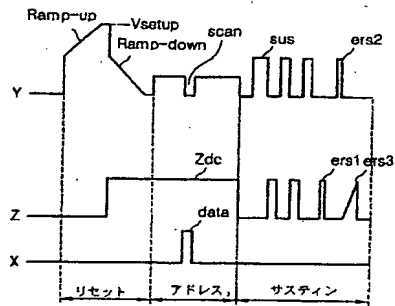 Ramp-up
Vsetup
Ramp-down
scan
sus
ers2
Y
Zdc
ers1 ers3
Z
data
X
リセット
アドレス,
サスティン